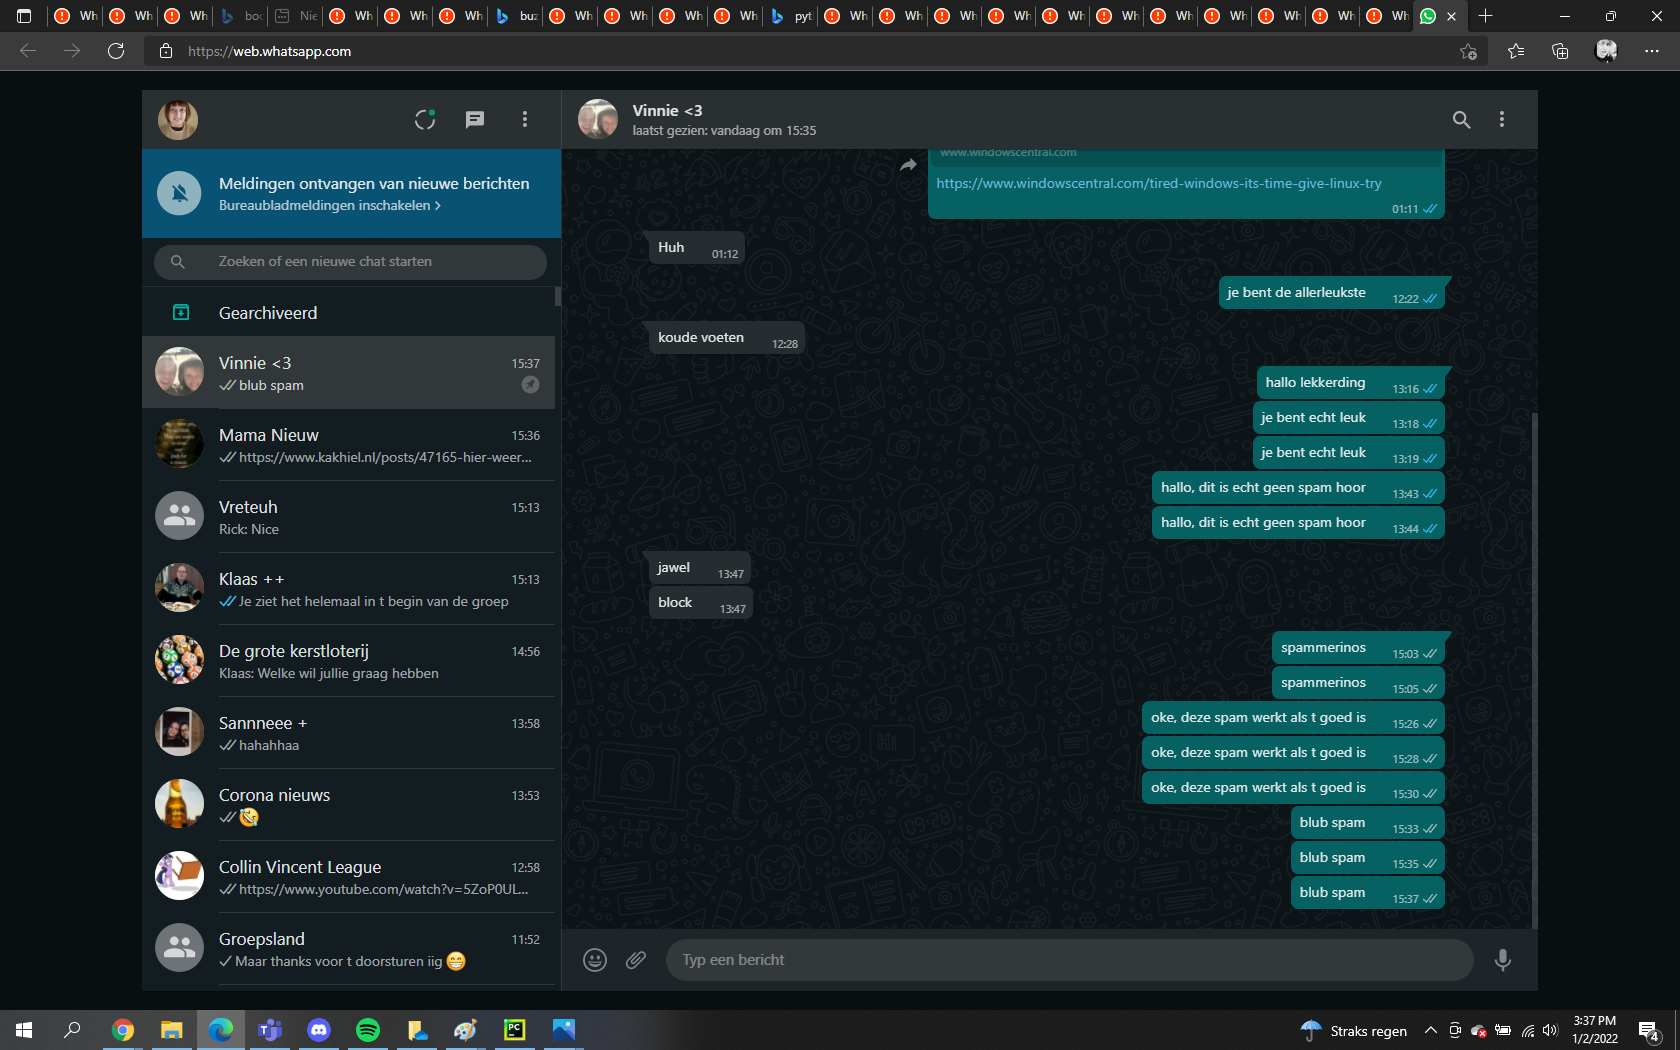 Wh
Wh
Wh
boc
Nie
Wh
Wh
Wh
buz
Wh
Wh
Wh
Wh
pyt
Wh
Wh
Wh
Wh
Wh
Wh
Wh
Wh
Wh
Wh
Wh
https://web.whatsapp.com
Meldingen ontvangen van nieuwe berichten
Bureaubladmeldingen inschakelen >
Zoeken of een nieuwe chat starten
Gearchiveerd
Vinnie <3 15:37
blub spam
Mama Nieuw 15:36
https://www.kakhiel.nl/posts/47165-hier-weer...
Vreteuh 15:13
Rick: Nice
Klaas ++ 15:13
Je ziet het helemaal in t begin van de groep
De grote kerstloterij 14:56
Klaas: Welke wil jullie graag hebben
Sannneee + 13:58
hahahhaa
Corona nieuws 13:53
🤣
Collin Vincent League 12:58
https://www.youtube.com/watch?v=5ZoP0UL...
Groepsland 11:52
Maar thanks voor t doorsturen iig 😁
Vinnie <3
laatst gezien: vandaag om 15:35
www.windowscentral.com
https://www.windowscentral.com/tired-windows-its-time-give-linux-try
01:11
Huh 01:12
je bent de allerleukste 12:22
koude voeten 12:28
hallo lekkerding 13:16
je bent echt leuk 13:18
je bent echt leuk 13:19
hallo, dit is echt geen spam hoor 13:43
hallo, dit is echt geen spam hoor 13:44
jawel 13:47
block 13:47
spammerinos 15:03
spammerinos 15:05
oke, deze spam werkt als t goed is 15:26
oke, deze spam werkt als t goed is 15:28
oke, deze spam werkt als t goed is 15:30
blub spam 15:33
blub spam 15:35
blub spam 15:37
Typ een bericht
PC
Straks regen
3:37 PM
1/2/2022
4